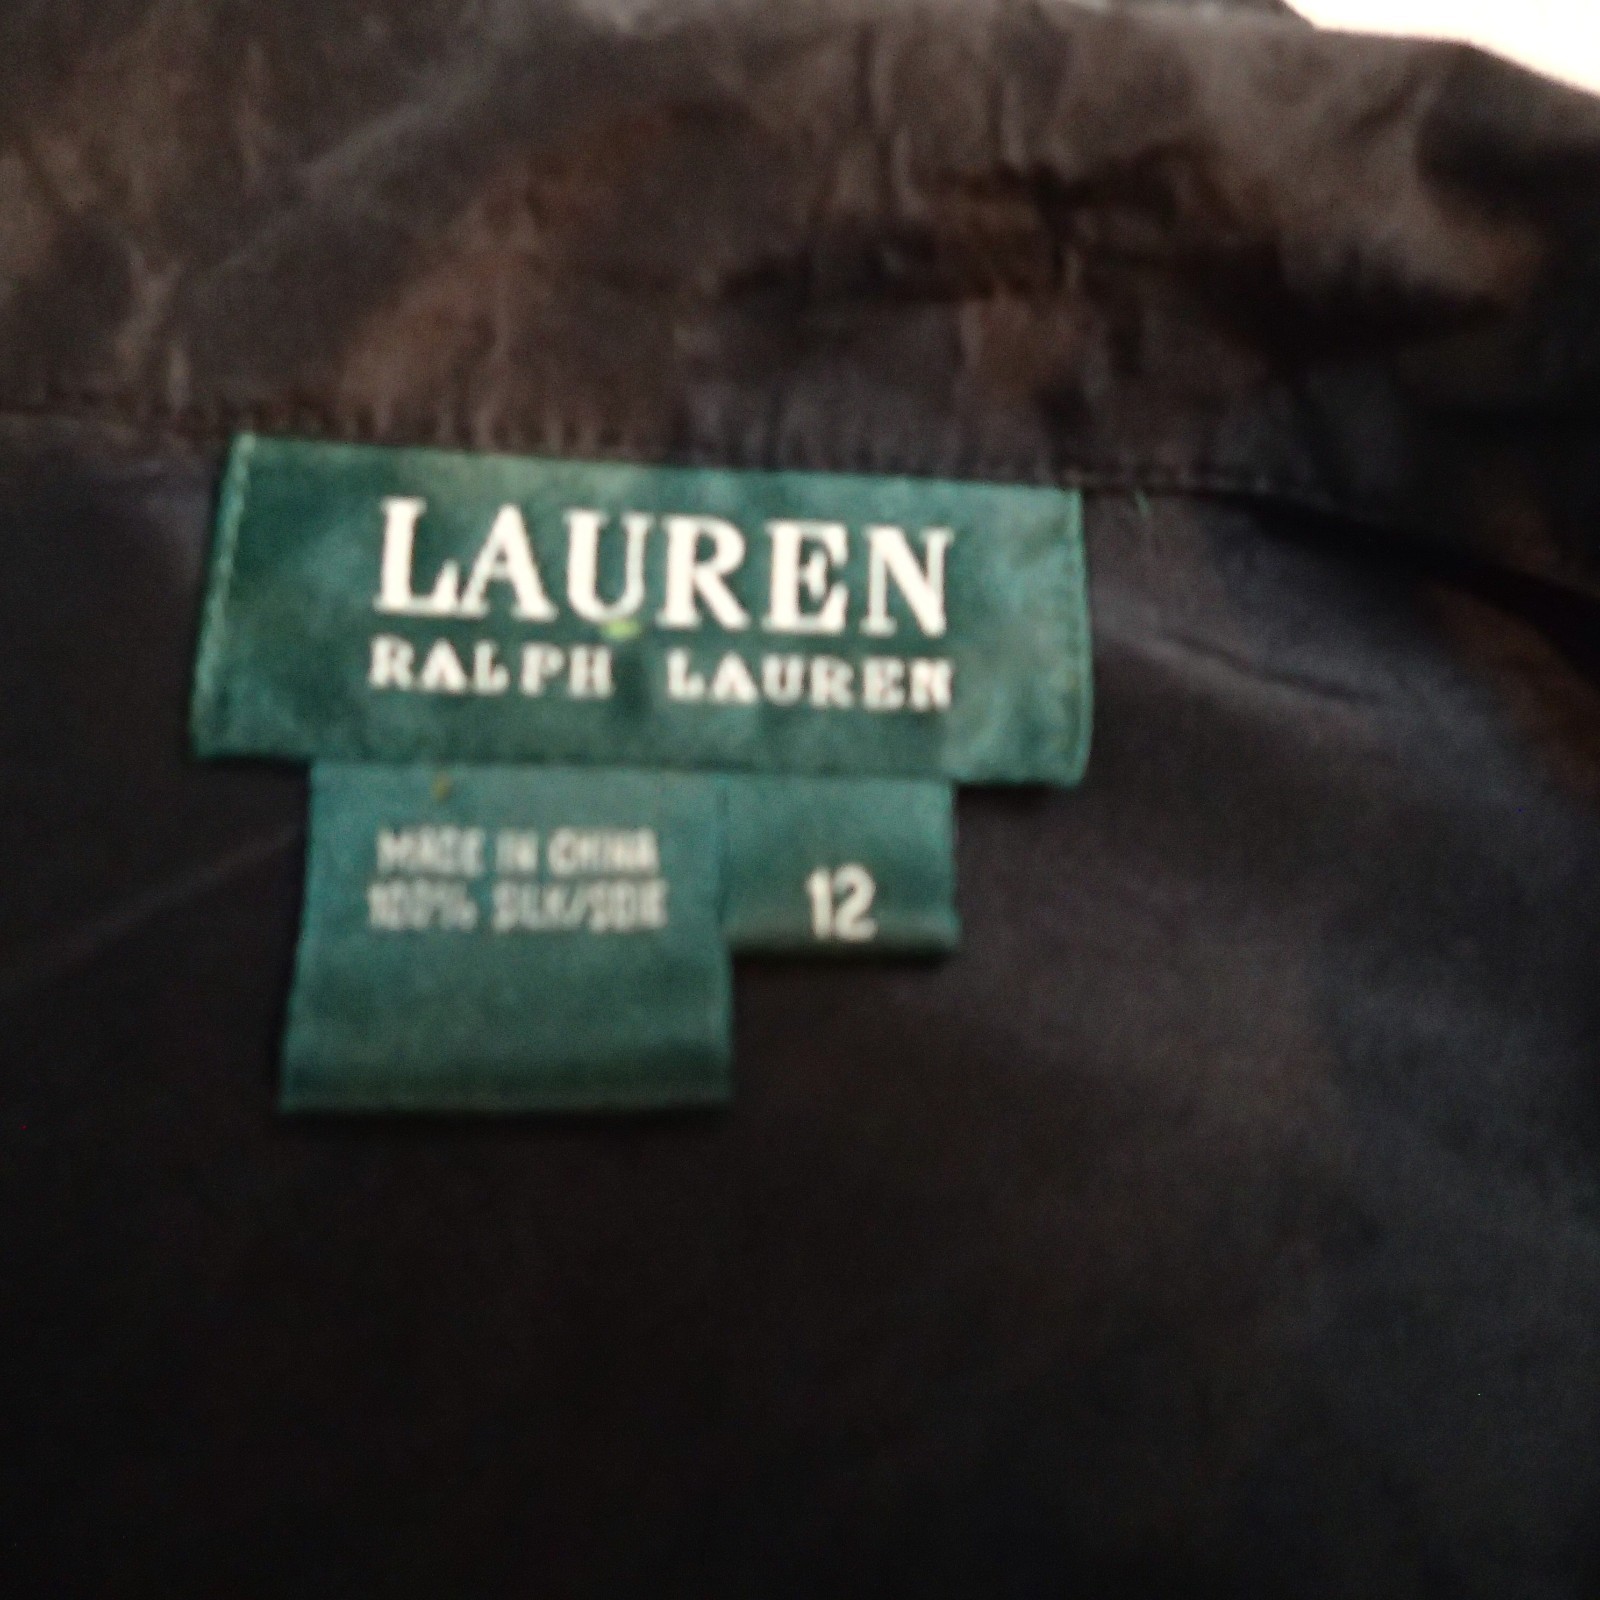 LAUREN
RALPH LAUREN
MADE IN CHINA
100% SILK/SOIE
12